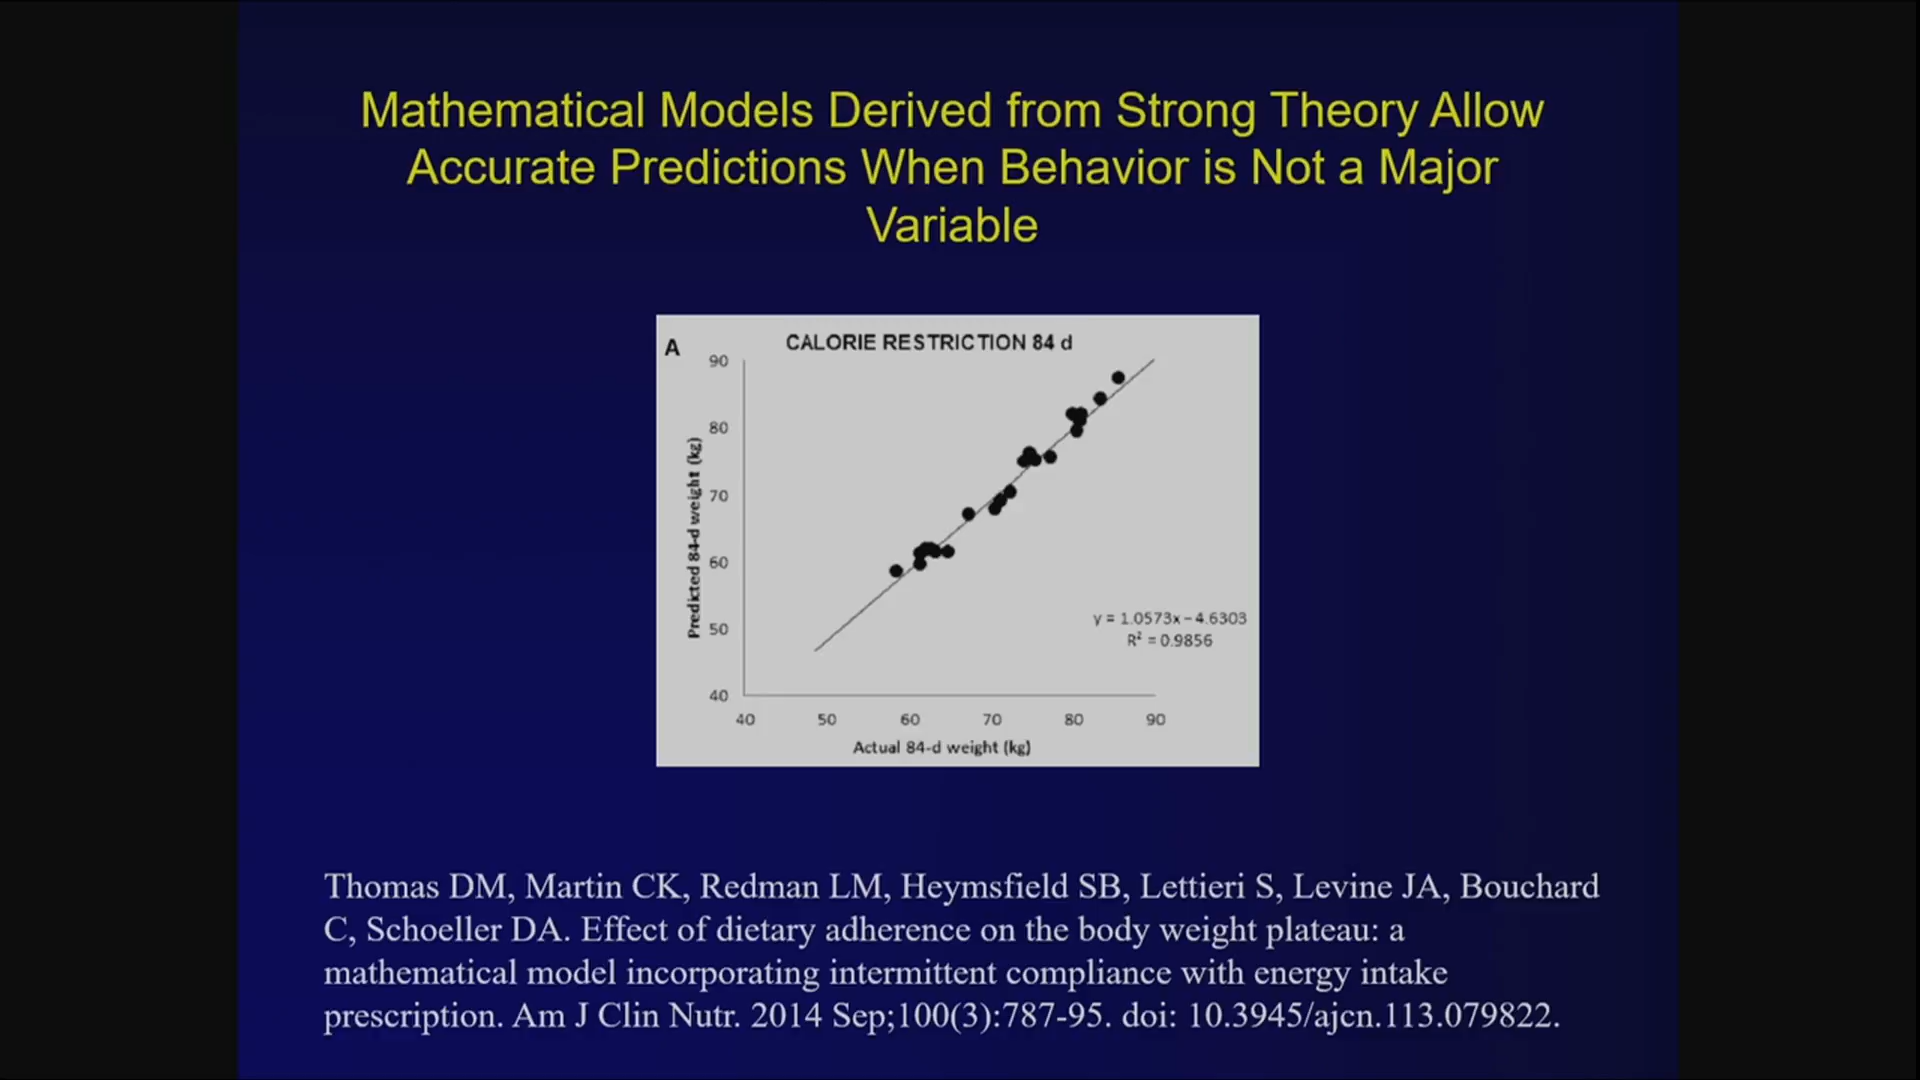 Mathematical Models Derived from Strong Theory Allow
Accurate Predictions When Behavior is Not a Major
Variable
A
CALORIE RESTRICTION 84 d
90
80
70
60
50
40
Predicted 84-d weight (kg)
y = 1.0573x – 4.6303
R² = 0.9856
40 50 60 70 80 90
Actual 84-d weight (kg)
Thomas DM, Martin CK, Redman LM, Heymsfield SB, Lettieri S, Levine JA, Bouchard
C, Schoeller DA. Effect of dietary adherence on the body weight plateau: a
mathematical model incorporating intermittent compliance with energy intake
prescription. Am J Clin Nutr. 2014 Sep;100(3):787-95. doi: 10.3945/ajcn.113.079822.